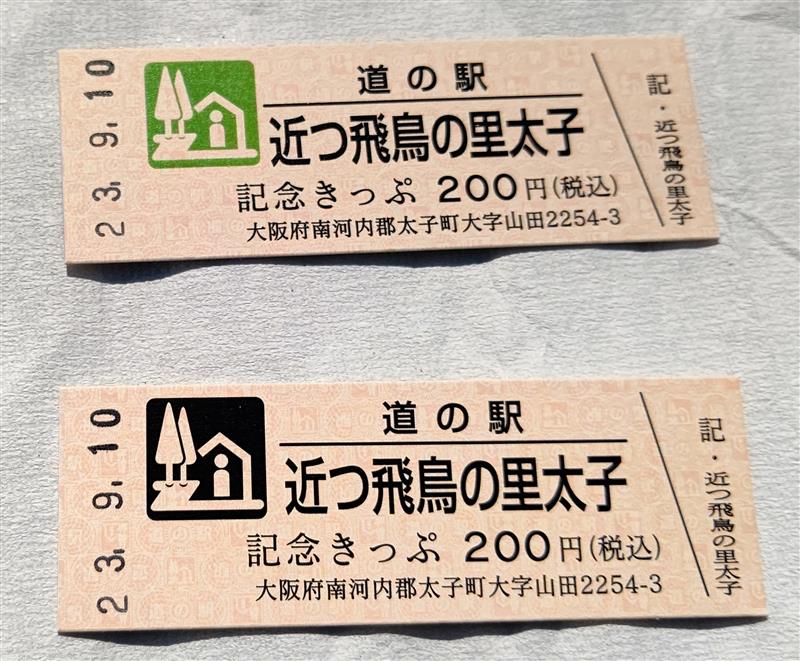 23.9.10
道の駅
近つ飛鳥の里太子
記念きっぷ 200円(税込)
大阪府南河内郡太子町大字山田2254-3
記・近つ飛鳥の里太子
23.9.10
道の駅
近つ飛鳥の里太子
記念きっぷ 200円(税込)
大阪府南河内郡太子町大字山田2254-3
記・近つ飛鳥の里太子